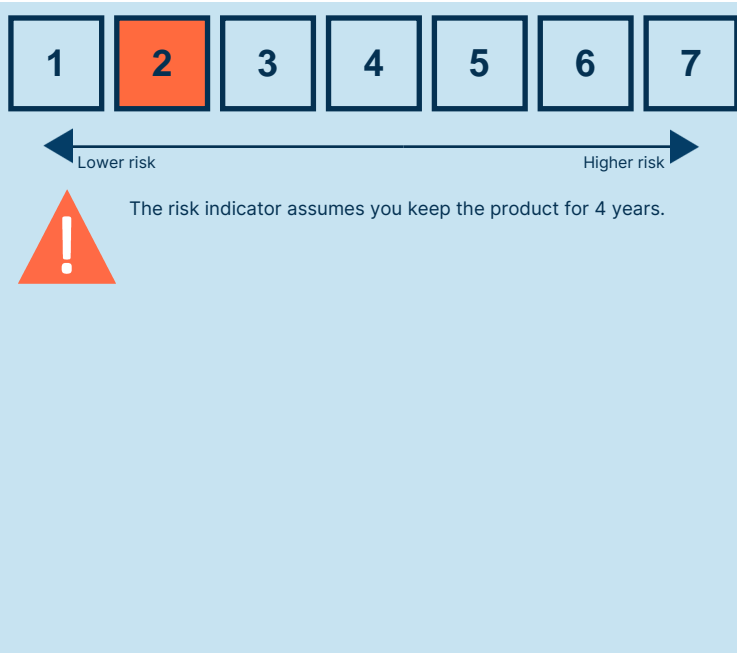 1 2 3 4 5 6 7
Lower risk Higher risk
! The risk indicator assumes you keep the product for 4 years.